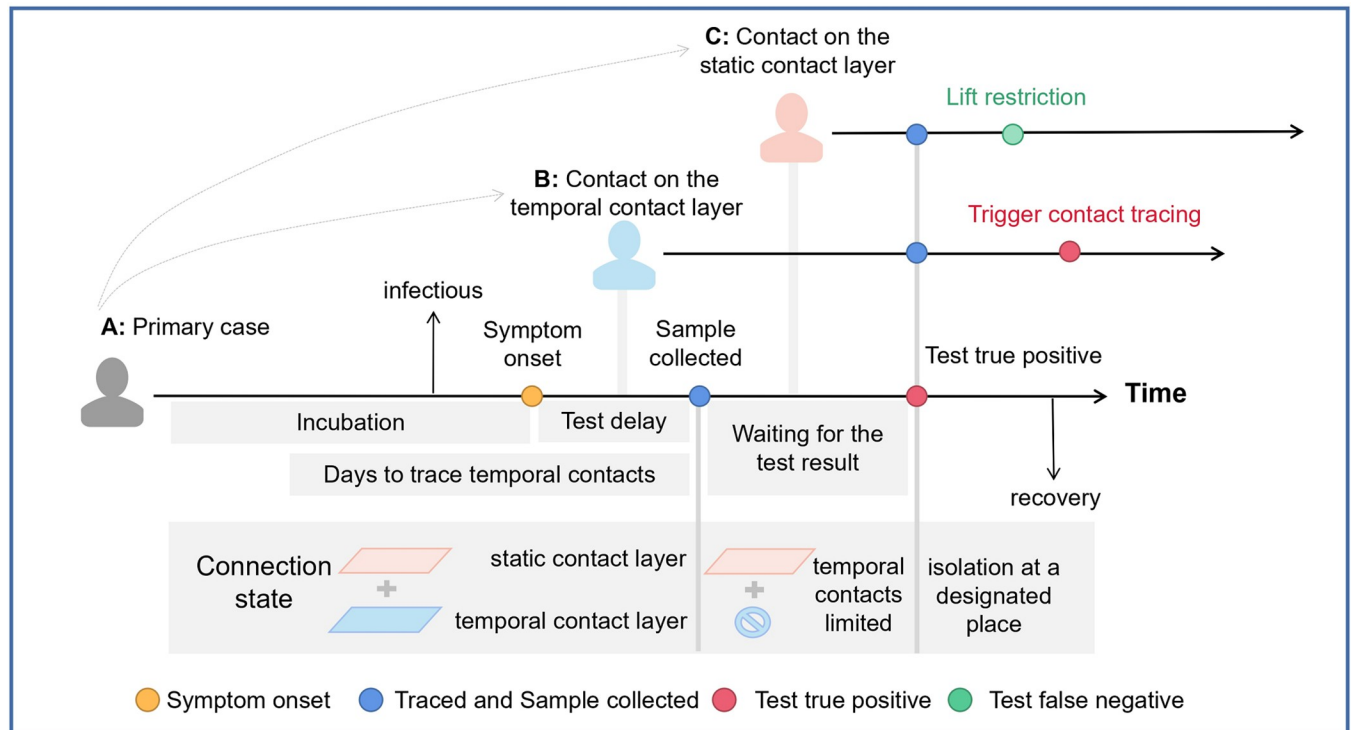 C: Contact on the
static contact layer
Lift restriction
B: Contact on the
temporal contact layer
Trigger contact tracing
infectious
A: Primary case
Symptom
onset
Sample
collected
Test true positive
Time
Incubation
Test delay
Waiting for the
test result
Days to trace temporal contacts
recovery
Connection
state
static contact layer
temporal contact layer
temporal
contacts
limited
isolation at a
designated
place
Symptom onset
Traced and Sample collected
Test true positive
Test false negative